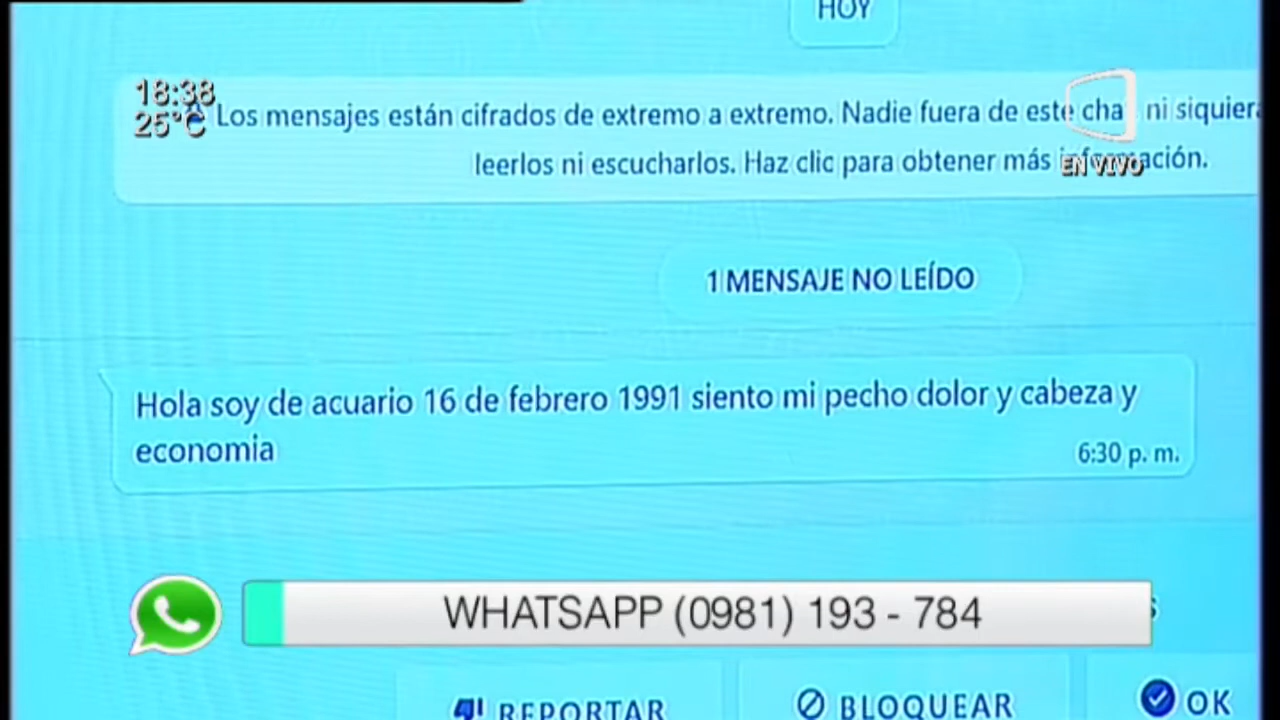 HOY
18:38
25°C
Los mensajes están cifrados de extremo a extremo. Nadie fuera de este cha ni siquiera
leerlos ni escucharlos. Haz clic para obtener más información.
EN VIVO
1 MENSAJE NO LEÍDO
Hola soy de acuario 16 de febrero 1991 siento mi pecho dolor y cabeza y
economia
6:30 p. m.
WHATSAPP (0981) 193 - 784
REPORTAR BLOQUEAR OK